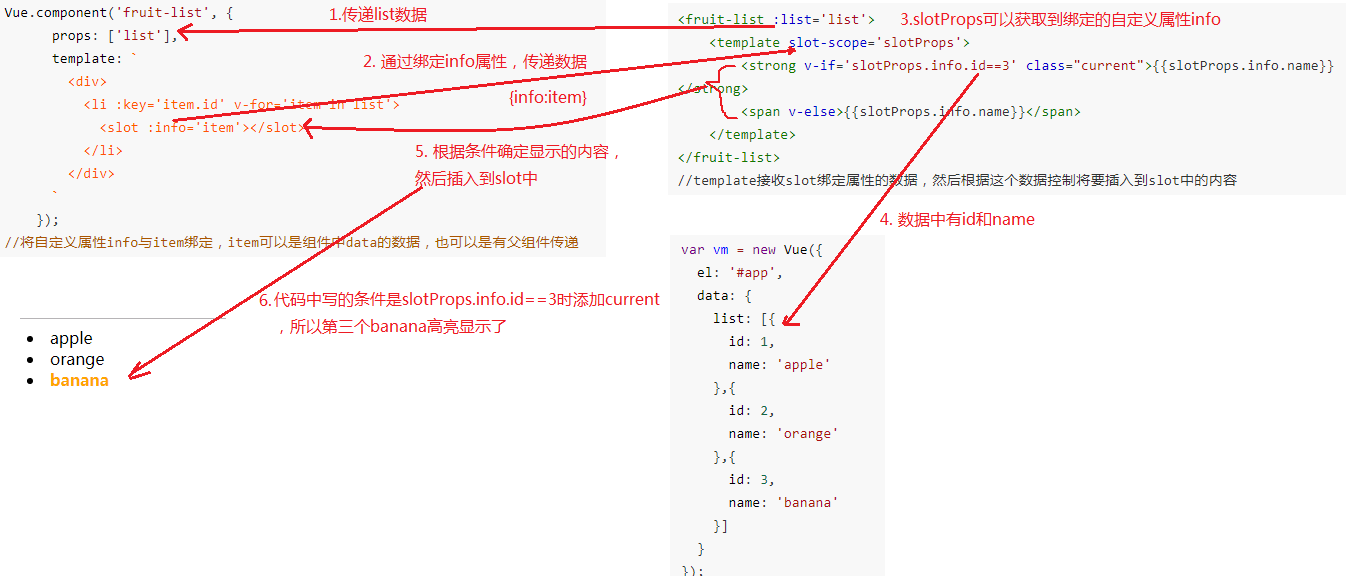 Vue.component('fruit-list', {
props: ['list'],
template: `
<div>
<li :key='item.id' v-for='item in list'>
<slot :info='item'></slot>
</li>
</div>
`
});
//将自定义属性info与item绑定，item可以是组件中data的数据，也可以是有父组件传递
1.传递list数据
2. 通过绑定info属性，传递数据
{info:item}
<fruit-list :list='list'>
<template slot-scope='slotProps'>
<strong v-if='slotProps.info.id==3' class="current">{{slotProps.info.name}}
</strong>
<span v-else>{{slotProps.info.name}}</span>
</template>
</fruit-list>
//template接收slot绑定属性的数据，然后根据这个数据控制将要插入到slot中的内容
3.slotProps可以获取到绑定的自定义属性info
4. 数据中有id和name
5. 根据条件确定显示的内容，
然后插入到slot中
6.代码中写的条件是slotProps.info.id==3时添加current
，所以第三个banana高亮显示了
apple
orange
banana
var vm = new Vue({
el: '#app',
data: {
list: [{
id: 1,
name: 'apple'
},{
id: 2,
name: 'orange'
},{
id: 3,
name: 'banana'
}]
}
});